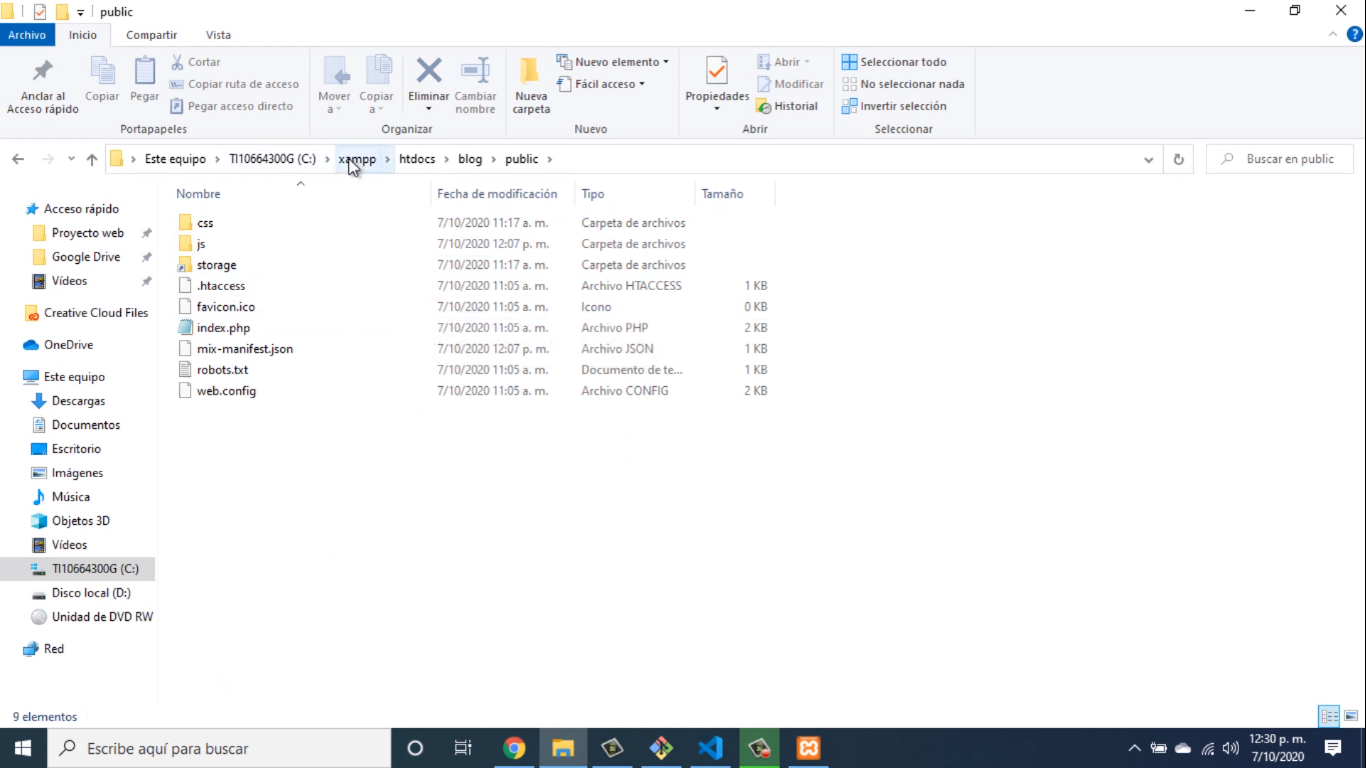 public
Archivo Inicio Compartir Vista
Anclar al Acceso rápido
Copiar
Pegar
Cortar
Copiar ruta de acceso
Pegar acceso directo
Portapapeles
Mover a
Copiar a
Eliminar
Cambiar nombre
Organizar
Nueva carpeta
Nuevo elemento
Fácil acceso
Nuevo
Propiedades
Abrir
Modificar
Historial
Abrir
Seleccionar todo
No seleccionar nada
Invertir selección
Seleccionar
Este equipo > TI10664300G (C:) > xampp > htdocs > blog > public >
Buscar en public
Acceso rápido
Proyecto web
Google Drive
Vídeos
Creative Cloud Files
OneDrive
Este equipo
Descargas
Documentos
Escritorio
Imágenes
Música
Objetos 3D
Vídeos
TI10664300G (C:)
Disco local (D:)
Unidad de DVD RW
Red
Nombre Fecha de modificación Tipo Tamaño
css 7/10/2020 11:17 a. m. Carpeta de archivos
js 7/10/2020 12:07 p. m. Carpeta de archivos
storage 7/10/2020 11:17 a. m. Carpeta de archivos
.htaccess 7/10/2020 11:05 a. m. Archivo HTACCESS 1 KB
favicon.ico 7/10/2020 11:05 a. m. Icono 0 KB
index.php 7/10/2020 11:05 a. m. Archivo PHP 2 KB
mix-manifest.json 7/10/2020 12:07 p. m. Archivo JSON 1 KB
robots.txt 7/10/2020 11:05 a. m. Documento de te... 1 KB
web.config 7/10/2020 11:05 a. m. Archivo CONFIG 2 KB
9 elementos
Escribe aquí para buscar
12:30 p. m.
7/10/2020